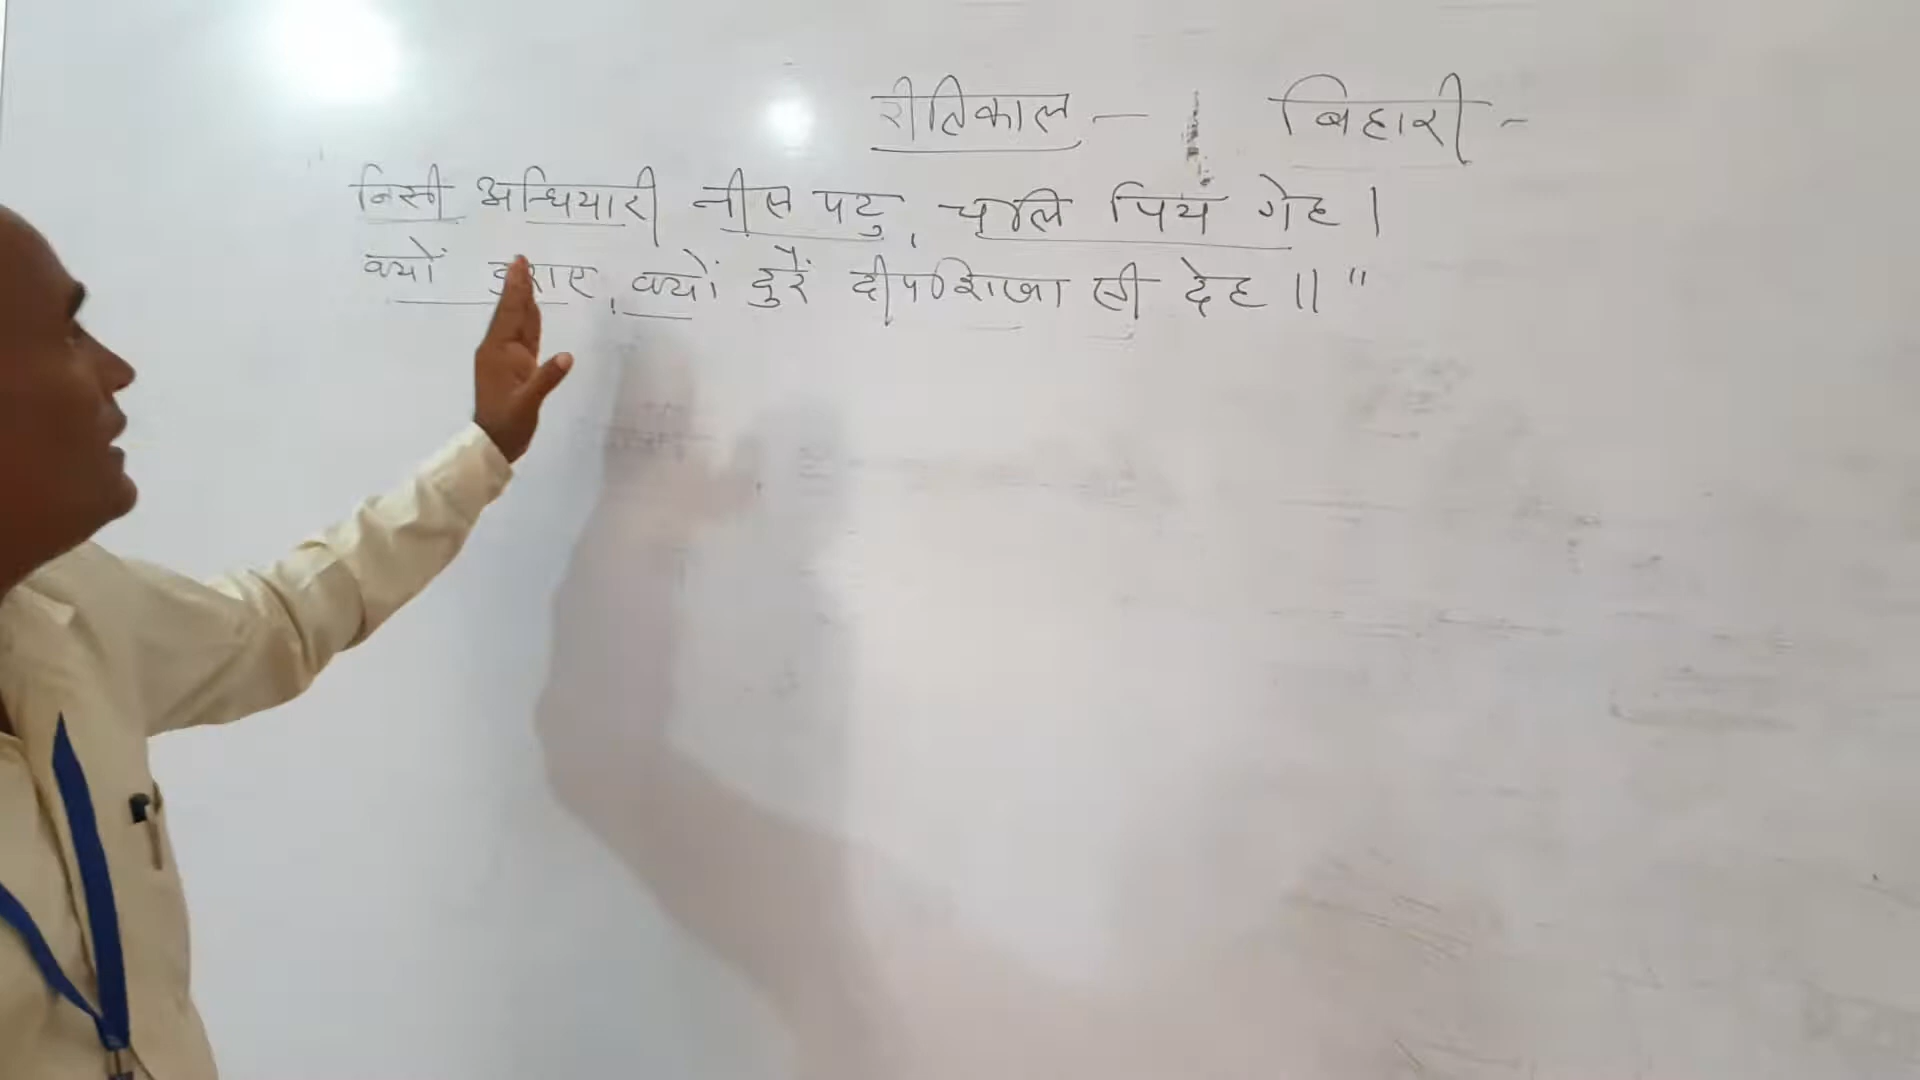 रीतिकाल - बिहारी -
निसी अन्धियारी नील पटु, चलि पिय गेह ।
क्यों दुराए, क्यों दुरैं दीपशिखा सी देह ॥ "